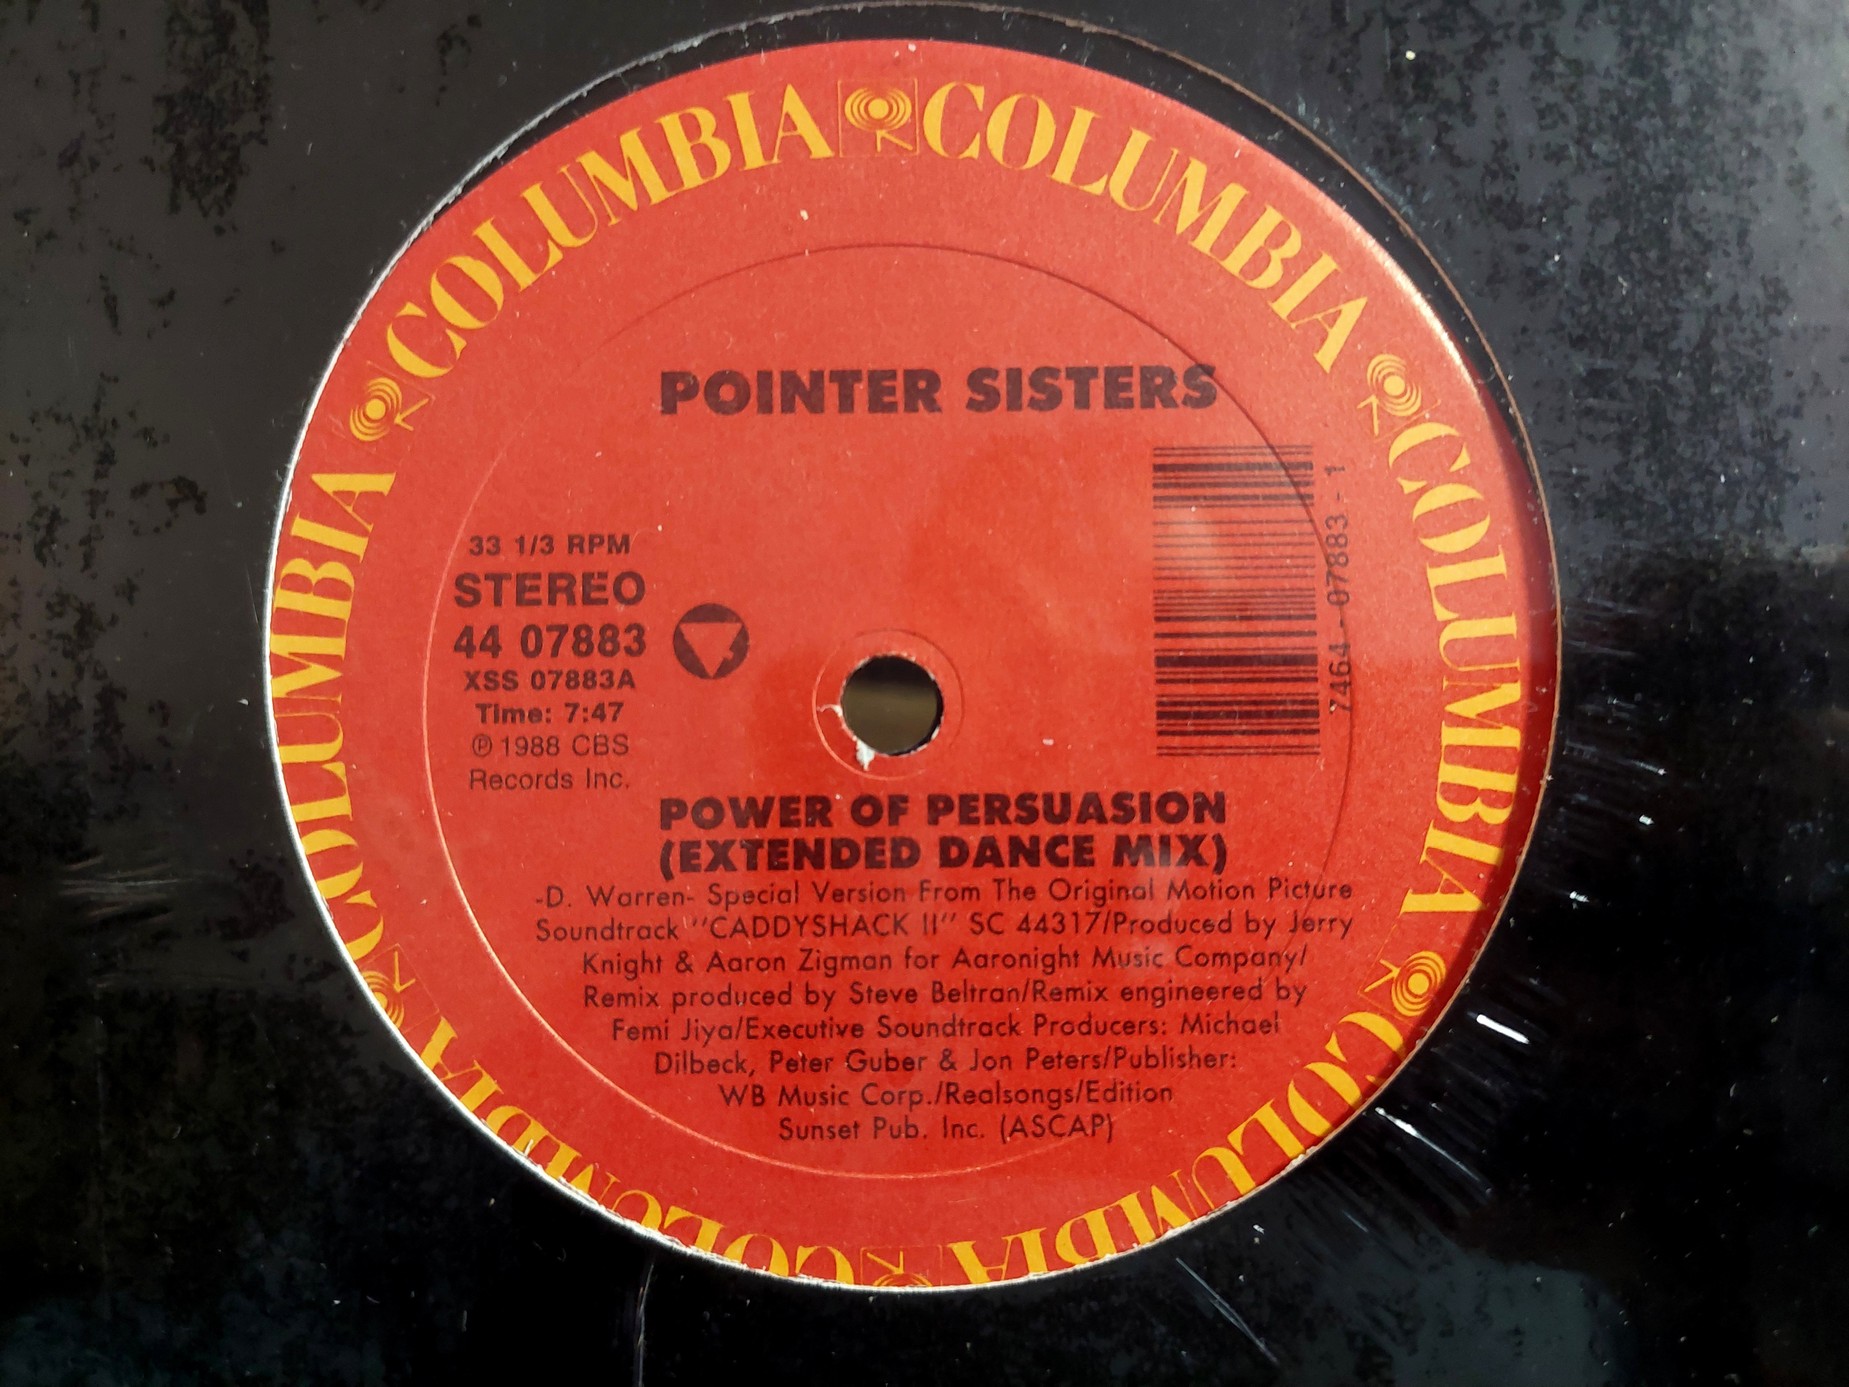 COLUMBIA COLUMBIA COLUMBIA COLUMBIA COLUMBIA COLUMBIA
POINTER SISTERS
33 1/3 RPM
STEREO
44 07883
XSS 07883A
Time: 7:47
℗ 1988 CBS
Records Inc.
7464-07883-1
POWER OF PERSUASION
(EXTENDED DANCE MIX)
-D. Warren- Special Version From The Original Motion Picture
Soundtrack "CADDYSHACK II" SC 44317/Produced by Jerry
Knight & Aaron Zigman for Aaronight Music Company/
Remix produced by Steve Beltran/Remix engineered by
Femi Jiya/Executive Soundtrack Producers: Michael
Dilbeck, Peter Guber & Jon Peters/Publisher:
WB Music Corp./Realsongs/Edition
Sunset Pub. Inc. (ASCAP)